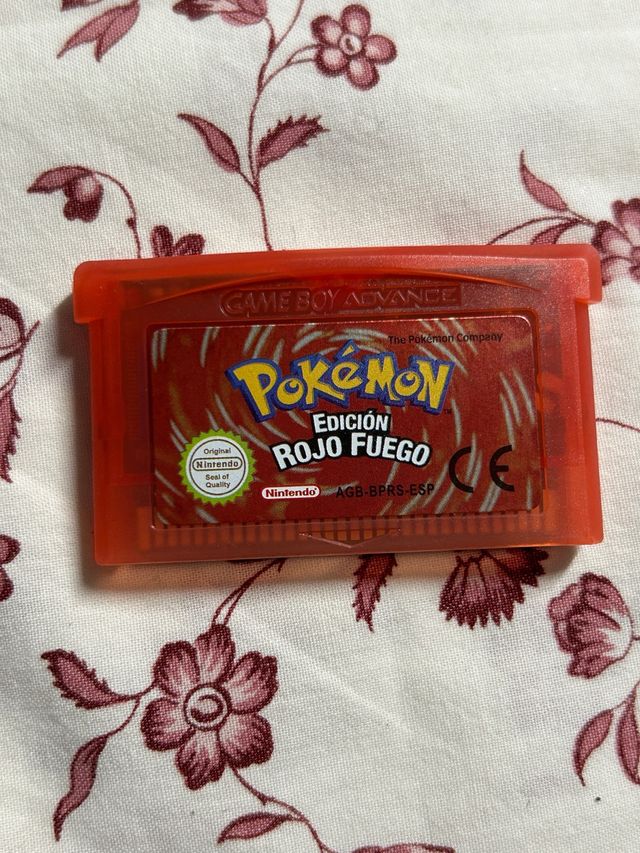 GAME BOY ADVANCE
The Pokémon Company
POKéMON
TM
EDICIÓN
ROJO FUEGO
Original
Nintendo
Seal of
Quality
Nintendo
AGB-BPRS-ESP
CE